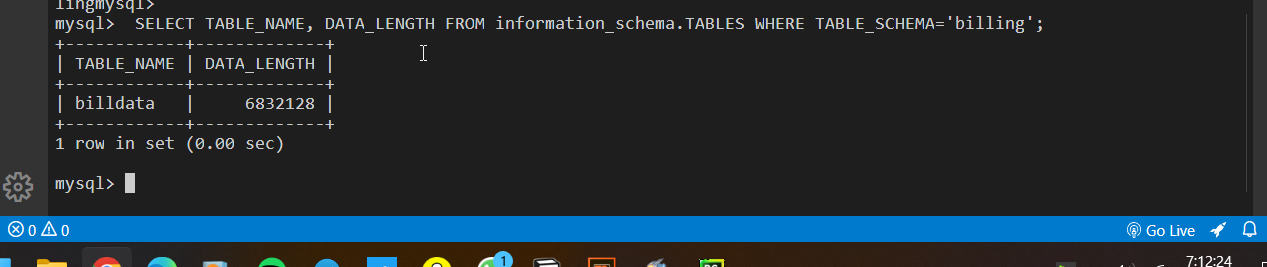 lingmysql>
mysql>  SELECT TABLE_NAME, DATA_LENGTH FROM information_schema.TABLES WHERE TABLE_SCHEMA='billing';
+------------+-------------+
| TABLE_NAME | DATA_LENGTH |
+------------+-------------+
| billdata   |     6832128 |
+------------+-------------+
1 row in set (0.00 sec)
mysql>
0 0 Go Live
1
7:12:24